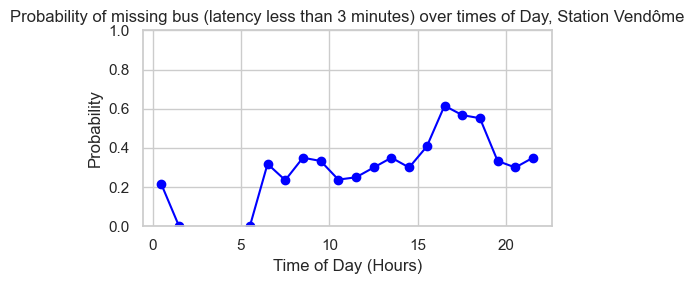 Probability of missing bus (latency less than 3 minutes) over times of Day, Station Vendôme
1.0
0.8
0.6
0.4
0.2
0.0
Probability
0 5 10 15 20
Time of Day (Hours)